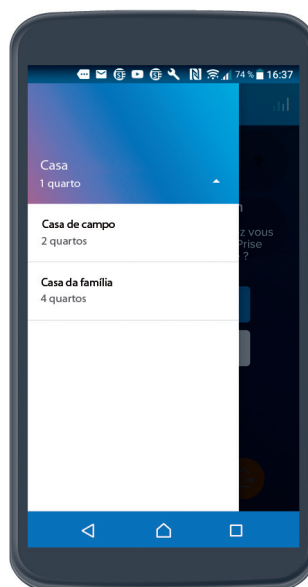 74 % 16:37
Casa
1 quarto
Casa de campo
2 quartos
Casa da família
4 quartos
z vous
Prise
?